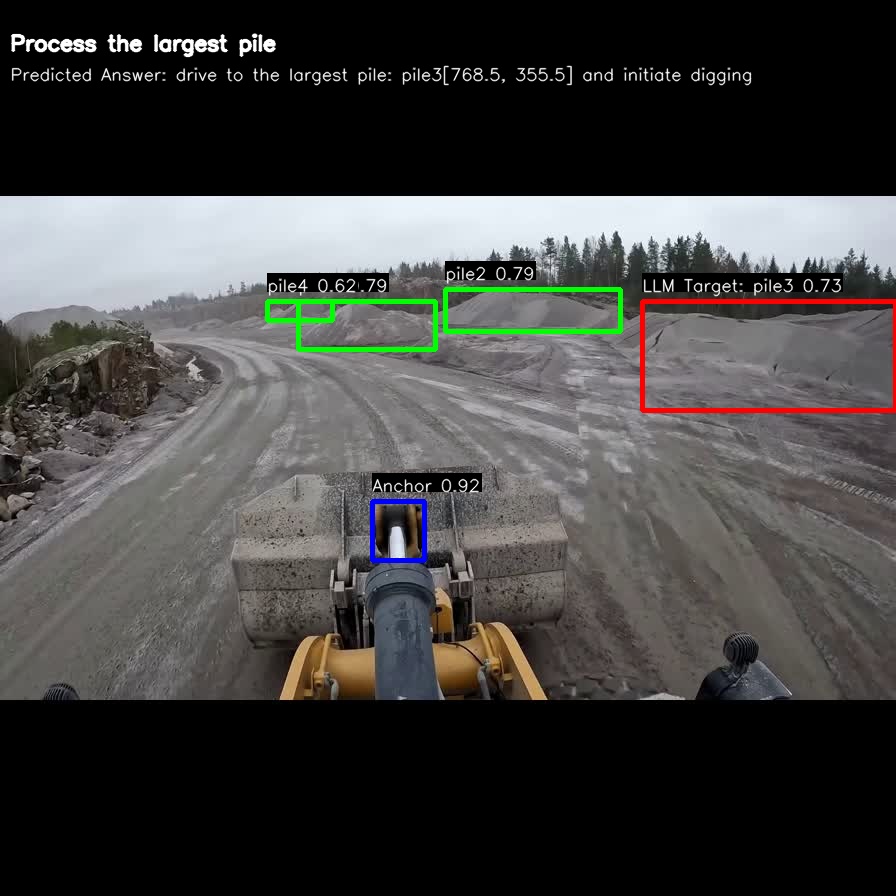 Process the largest pile
Predicted Answer: drive to the largest pile: pile3[768.5, 355.5] and initiate digging
pile4 0.62
.79
pile2 0.79
LLM Target: pile3 0.73
Anchor 0.92